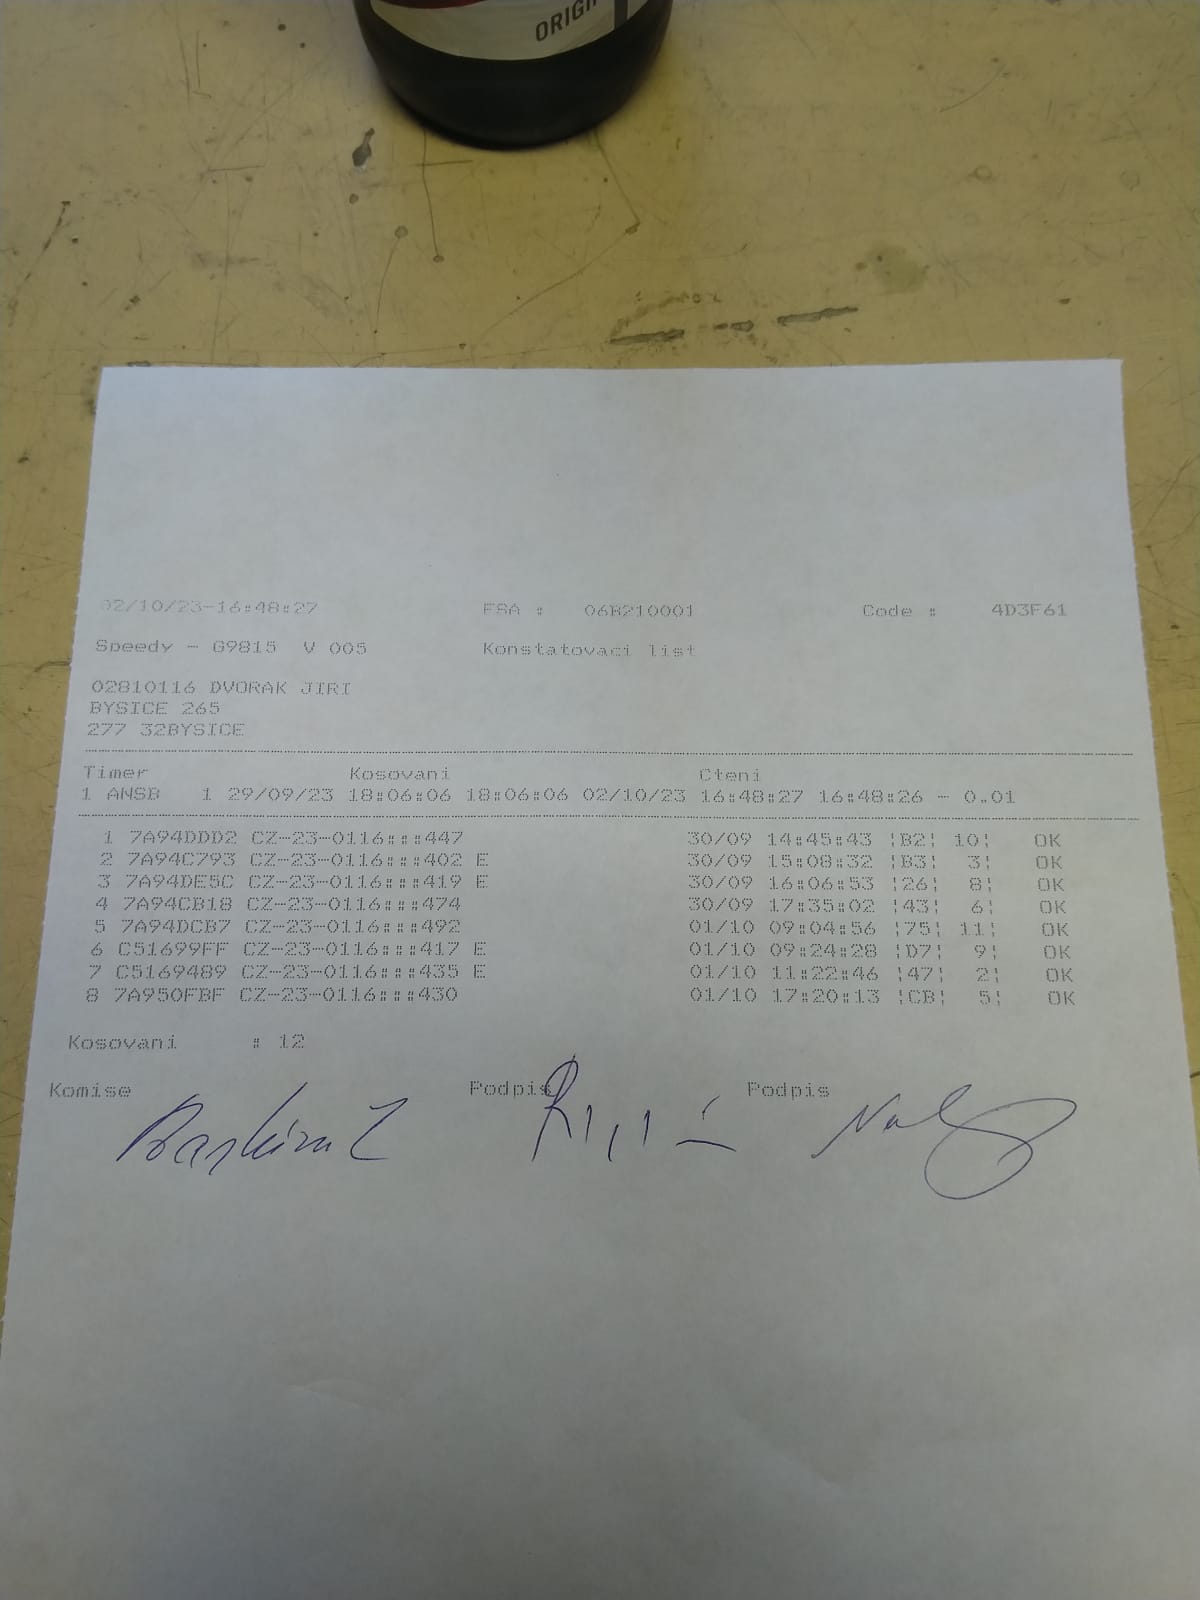 ORIGI
02/10/23-16:48:27 ESA : 06B210001 Code : 4D3F61
Speedy - G9815 V 005 Konstatovaci list
02810116 DVORAK JIRI
BYSICE 265
277 32BYSICE
Timer Kosovani Cteni
1 ANSB 1 29/09/23 18:06:06 18:06:06 02/10/23 16:48:27 16:48:26 - 0.01
1 7A94DDD2 CZ-23-0116:::447 30/09 14:45:43 ¦B2¦ 10¦ OK
2 7A94C793 CZ-23-0116:::402 E 30/09 15:08:32 ¦B3¦ 3¦ OK
3 7A94DE5C CZ-23-0116:::419 E 30/09 16:06:53 ¦26¦ 8¦ OK
4 7A94CB18 CZ-23-0116:::474 30/09 17:35:02 ¦43¦ 6¦ OK
5 7A94DCB7 CZ-23-0116:::492 01/10 09:04:56 ¦75¦ 11¦ OK
6 C51699FF CZ-23-0116:::417 E 01/10 09:24:28 ¦D7¦ 9¦ OK
7 C5169489 CZ-23-0116:::435 E 01/10 11:22:46 ¦47¦ 2¦ OK
8 7A950FBF CZ-23-0116:::430 01/10 17:20:13 ¦CB¦ 5¦ OK
Kosovani : 12
Komise Podpis Podpis